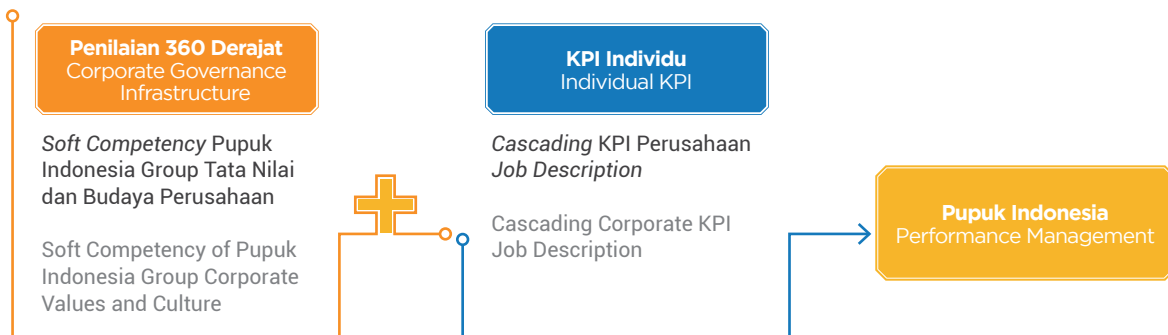 Penilaian 360 Derajat
Corporate Governance
Infrastructure
Soft Competency Pupuk
Indonesia Group Tata Nilai
dan Budaya Perusahaan
Soft Competency of Pupuk
Indonesia Group Corporate
Values and Culture
KPI Individu
Individual KPI
Cascading KPI Perusahaan
Job Description
Cascading Corporate KPI
Job Description
Pupuk Indonesia
Performance Management